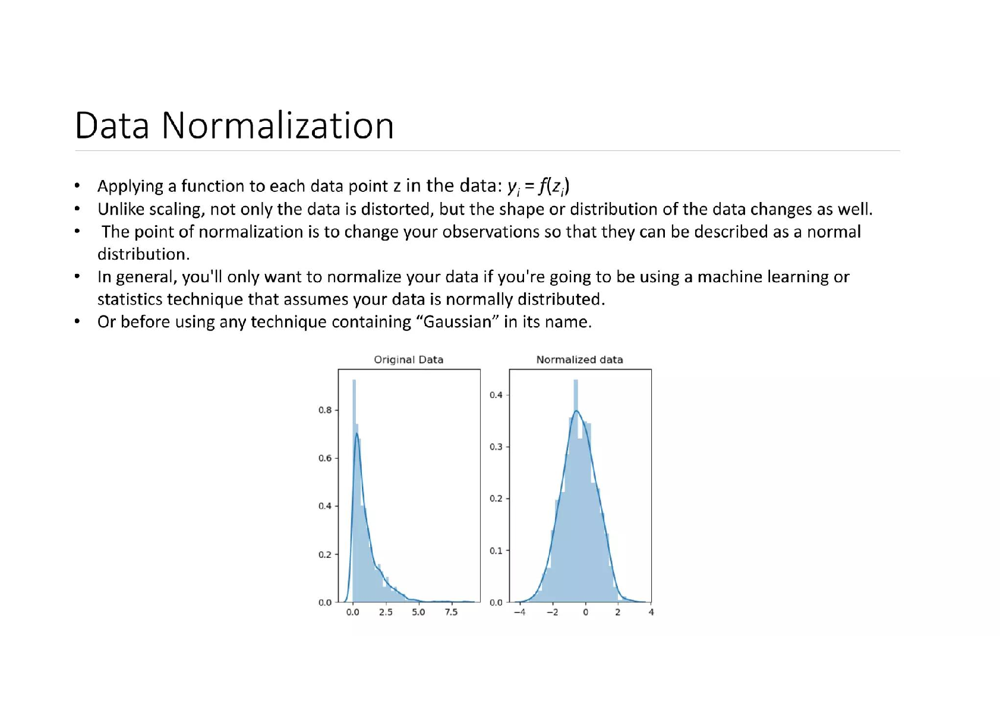 Data Normalization
• Applying a function to each data point z in the data: yi = f(zi)
• Unlike scaling, not only the data is distorted, but the shape or distribution of the data changes as well.
• The point of normalization is to change your observations so that they can be described as a normal
distribution.
• In general, you'll only want to normalize your data if you're going to be using a machine learning or
statistics technique that assumes your data is normally distributed.
• Or before using any technique containing “Gaussian” in its name.
Original Data
0.8
0.6
0.4
0.2
0.0
0.0 2.5 5.0 7.5
Normalized data
0.4
0.3
0.2
0.1
0.0
−4 −2 0 2 4